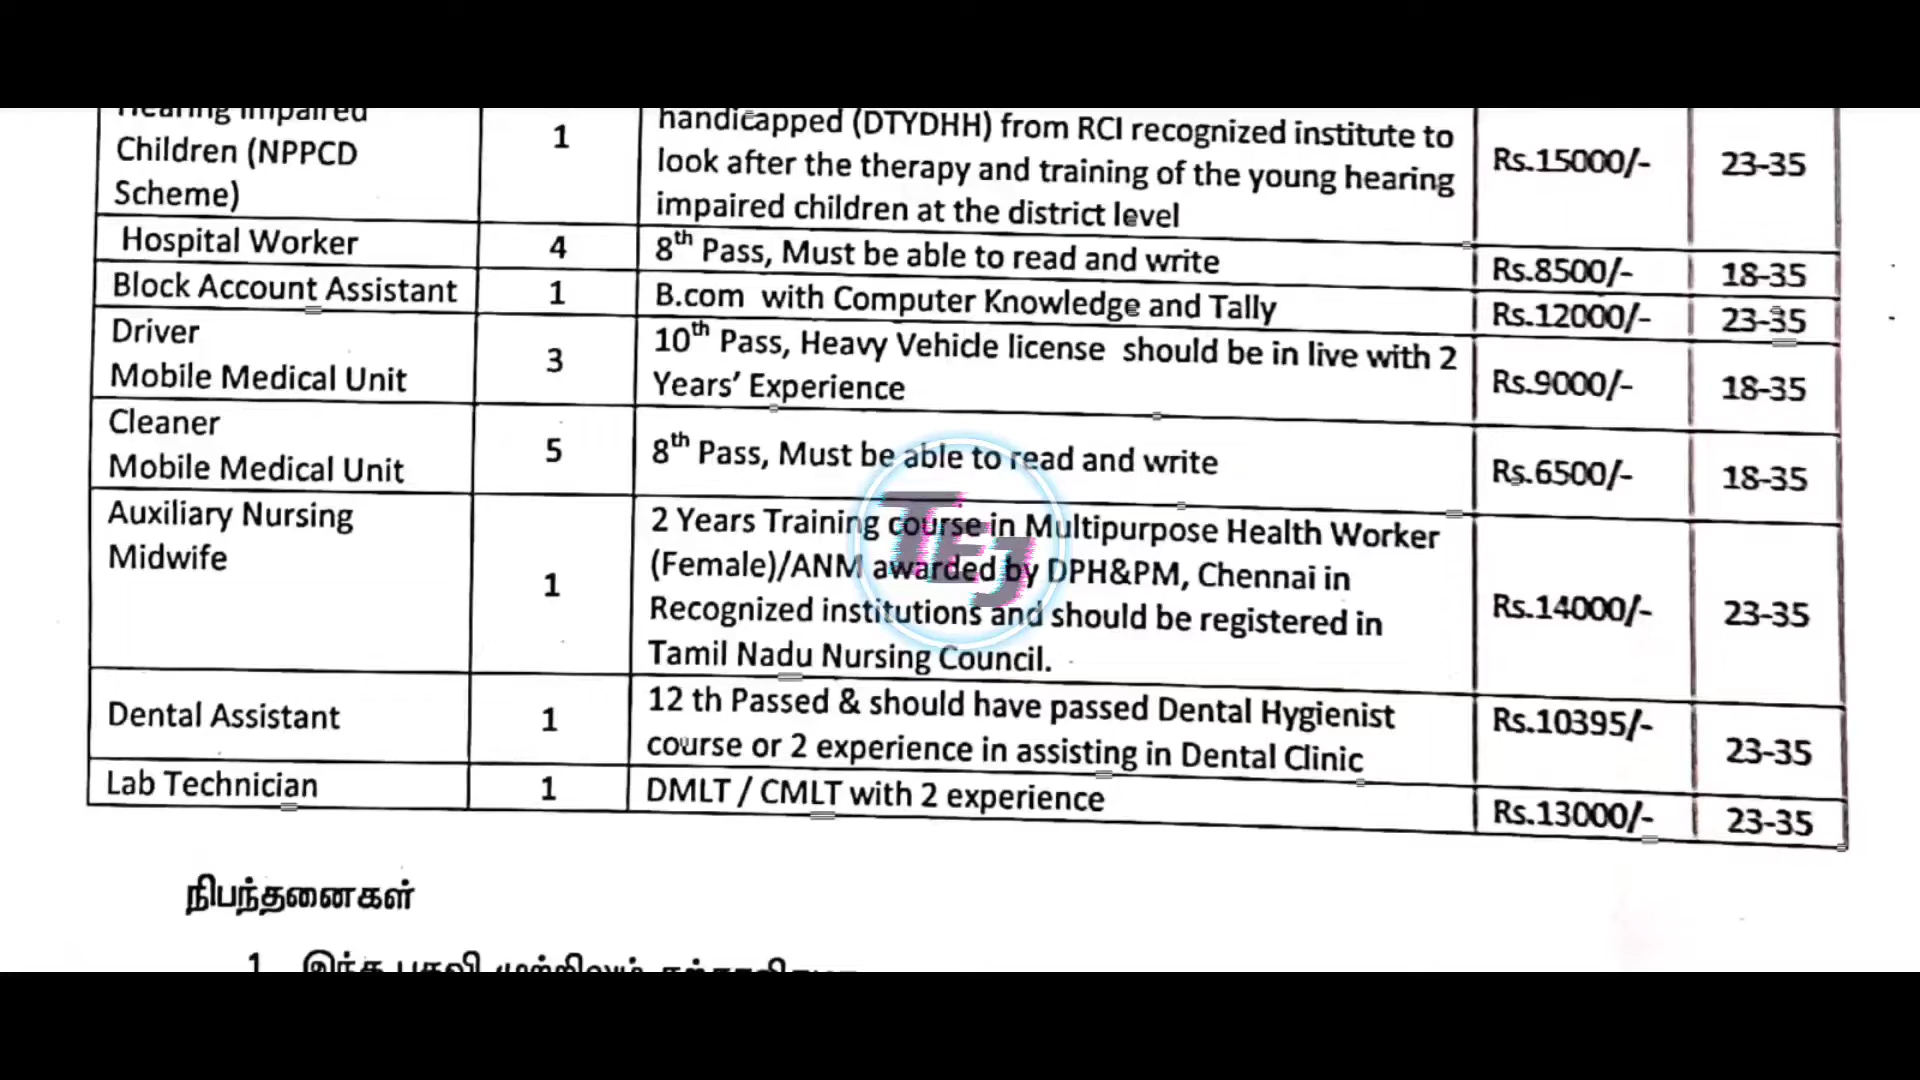 Hearing Impaired
Children (NPPCD
Scheme)
1
handicapped (DTYDHH) from RCI recognized institute to
look after the therapy and training of the young hearing
impaired children at the district level
Rs.15000/-
23-35
Hospital Worker
4
8th Pass, Must be able to read and write
Rs.8500/-
18-35
Block Account Assistant
1
B.com with Computer Knowledge and Tally
Rs.12000/-
23-35
Driver
Mobile Medical Unit
3
10th Pass, Heavy Vehicle license should be in live with 2
Years’ Experience
Rs.9000/-
18-35
Cleaner
Mobile Medical Unit
5
8th Pass, Must be able to read and write
Rs.6500/-
18-35
Auxiliary Nursing
Midwife
1
2 Years Training course in Multipurpose Health Worker
(Female)/ANM awarded by DPH&PM, Chennai in
Recognized institutions and should be registered in
Tamil Nadu Nursing Council.
Rs.14000/-
23-35
Dental Assistant
1
12 th Passed & should have passed Dental Hygienist
course or 2 experience in assisting in Dental Clinic
Rs.10395/-
23-35
Lab Technician
1
DMLT / CMLT with 2 experience
Rs.13000/-
23-35
TEJ
நிபந்தனைகள்
1. இந்த பதவி முற்றிலும்